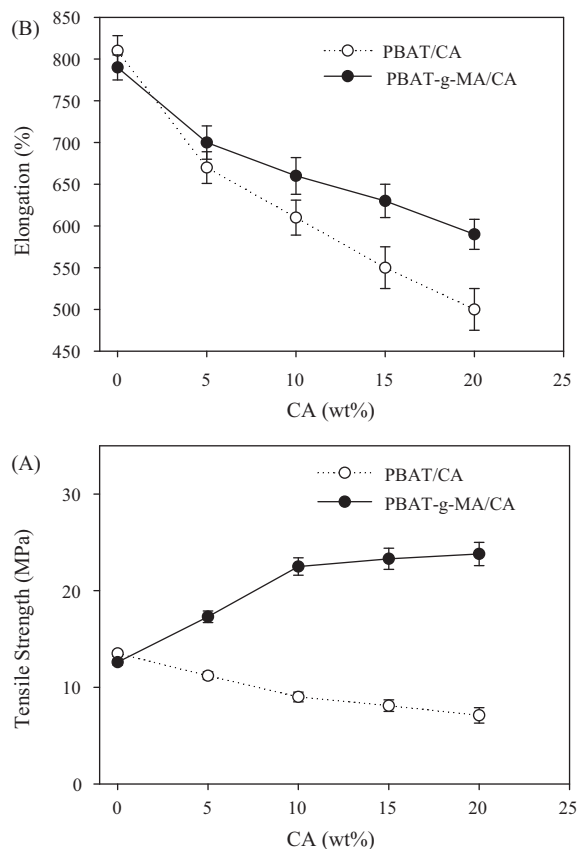 (B)
850
800
750
700
650
600
550
500
450
Elongation (%)
PBAT/CA
PBAT-g-MA/CA
0 5 10 15 20 25
CA (wt%)
(A)
30
20
10
0
Tensile Strength (MPa)
PBAT/CA
PBAT-g-MA/CA
0 5 10 15 20 25
CA (wt%)